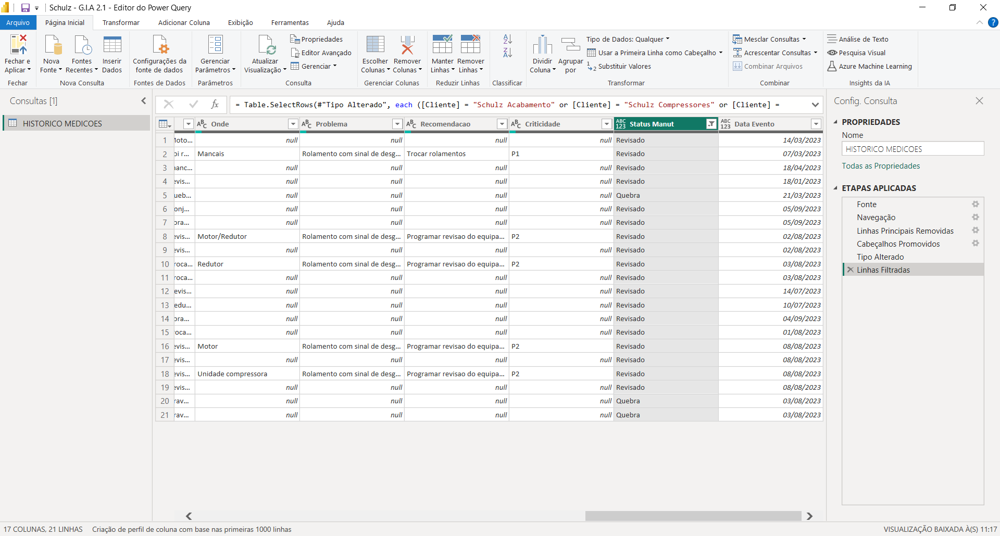 Schulz - G.I.A 2.1 - Editor do Power Query
Arquivo
Página Inicial
Transformar
Adicionar Coluna
Exibição
Ferramentas
Ajuda
Fechar e Aplicar
Nova Fonte
Fontes Recentes
Inserir Dados
Configurações da fonte de dados
Gerenciar Parâmetros
Atualizar Visualização
Propriedades
Editor Avançado
Gerenciar
Escolher Colunas
Remover Colunas
Manter Linhas
Remover Linhas
Dividir Coluna
Agrupar por
Tipo de Dados: Qualquer
Usar a Primeira Linha como Cabeçalho
Substituir Valores
Mesclar Consultas
Acrescentar Consultas
Combinar Arquivos
Análise de Texto
Pesquisa Visual
Azure Machine Learning
Fechar
Nova Consulta
Fontes de Dados
Parâmetros
Consulta
Gerenciar Colunas
Reduzir Linhas
Classificar
Transformar
Combinar
Insights da IA
Consultas [1]
HISTORICO MEDICOES
= Table.SelectRows(#"Tipo Alterado", each ([Cliente] = "Schulz Acabamento" or [Cliente] = "Schulz Compressores" or [Cliente] =
Onde Problema Recomendacao Criticidade Status Manut Data Evento
1 Moto... null null null null Revisado 14/03/2023
2 oi r... Mancais Rolamento com sinal de desg... Trocar rolamentos P1 Revisado 07/03/2023
3 nanc... null null null null Revisado 18/04/2023
4 evis... null null null null Revisado 18/01/2023
5 ueb... null null null null Quebra 21/03/2023
6 onj... null null null null Revisado 05/09/2023
7 ora... null null null null Revisado 05/09/2023
8 evis... Motor/Redutor Rolamento com sinal de desg... Programar revisao do equipa... P2 Revisado 02/08/2023
9 evis... null null null null Revisado 02/08/2023
10 roca... Redutor Rolamento com sinal de desg... Programar revisao do equipa... P2 Revisado 03/08/2023
11 roca... null null null null Revisado 03/08/2023
12 evis... null null null null Revisado 14/07/2023
13 edu... null null null null Revisado 10/07/2023
14 ora... null null null null Revisado 04/09/2023
15 roca... null null null null Revisado 01/08/2023
16 evis... Motor Rolamento com sinal de desg... Programar revisao do equipa... P2 Revisado 08/08/2023
17 evis... null null null null Revisado 08/08/2023
18 evis... Unidade compressora Rolamento com sinal de desg... Programar revisao do equipa... P2 Revisado 08/08/2023
19 evis... null null null null Revisado 08/08/2023
20 rav... null null null null Quebra 03/08/2023
21 rav... null null null null Quebra 03/08/2023
Config. Consulta
PROPRIEDADES
Nome
HISTORICO MEDICOES
Todas as Propriedades
ETAPAS APLICADAS
Fonte
Navegação
Linhas Principais Removidas
Cabeçalhos Promovidos
Tipo Alterado
Linhas Filtradas
17 COLUNAS, 21 LINHAS
Criação de perfil de coluna com base nas primeiras 1000 linhas
VISUALIZAÇÃO BAIXADA À(S) 11:17